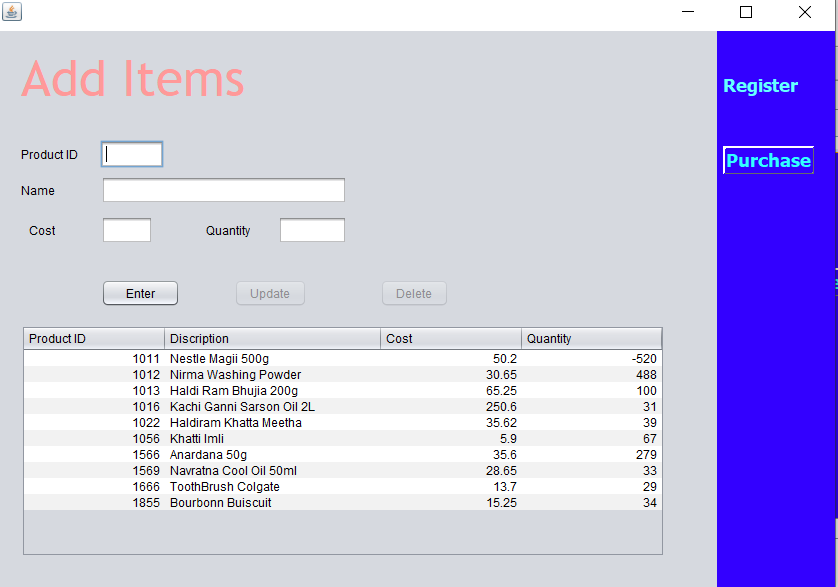 Add Items
Register
Product ID
Purchase
Name
Cost Quantity
Enter Update Delete
Product ID Discription Cost Quantity
1011 Nestle Magii 500g 50.2 -520
1012 Nirma Washing Powder 30.65 488
1013 Haldi Ram Bhujia 200g 65.25 100
1016 Kachi Ganni Sarson Oil 2L 250.6 31
1022 Haldiram Khatta Meetha 35.62 39
1056 Khatti Imli 5.9 67
1566 Anardana 50g 35.6 279
1569 Navratna Cool Oil 50ml 28.65 33
1666 ToothBrush Colgate 13.7 29
1855 Bourbonn Buiscuit 15.25 34